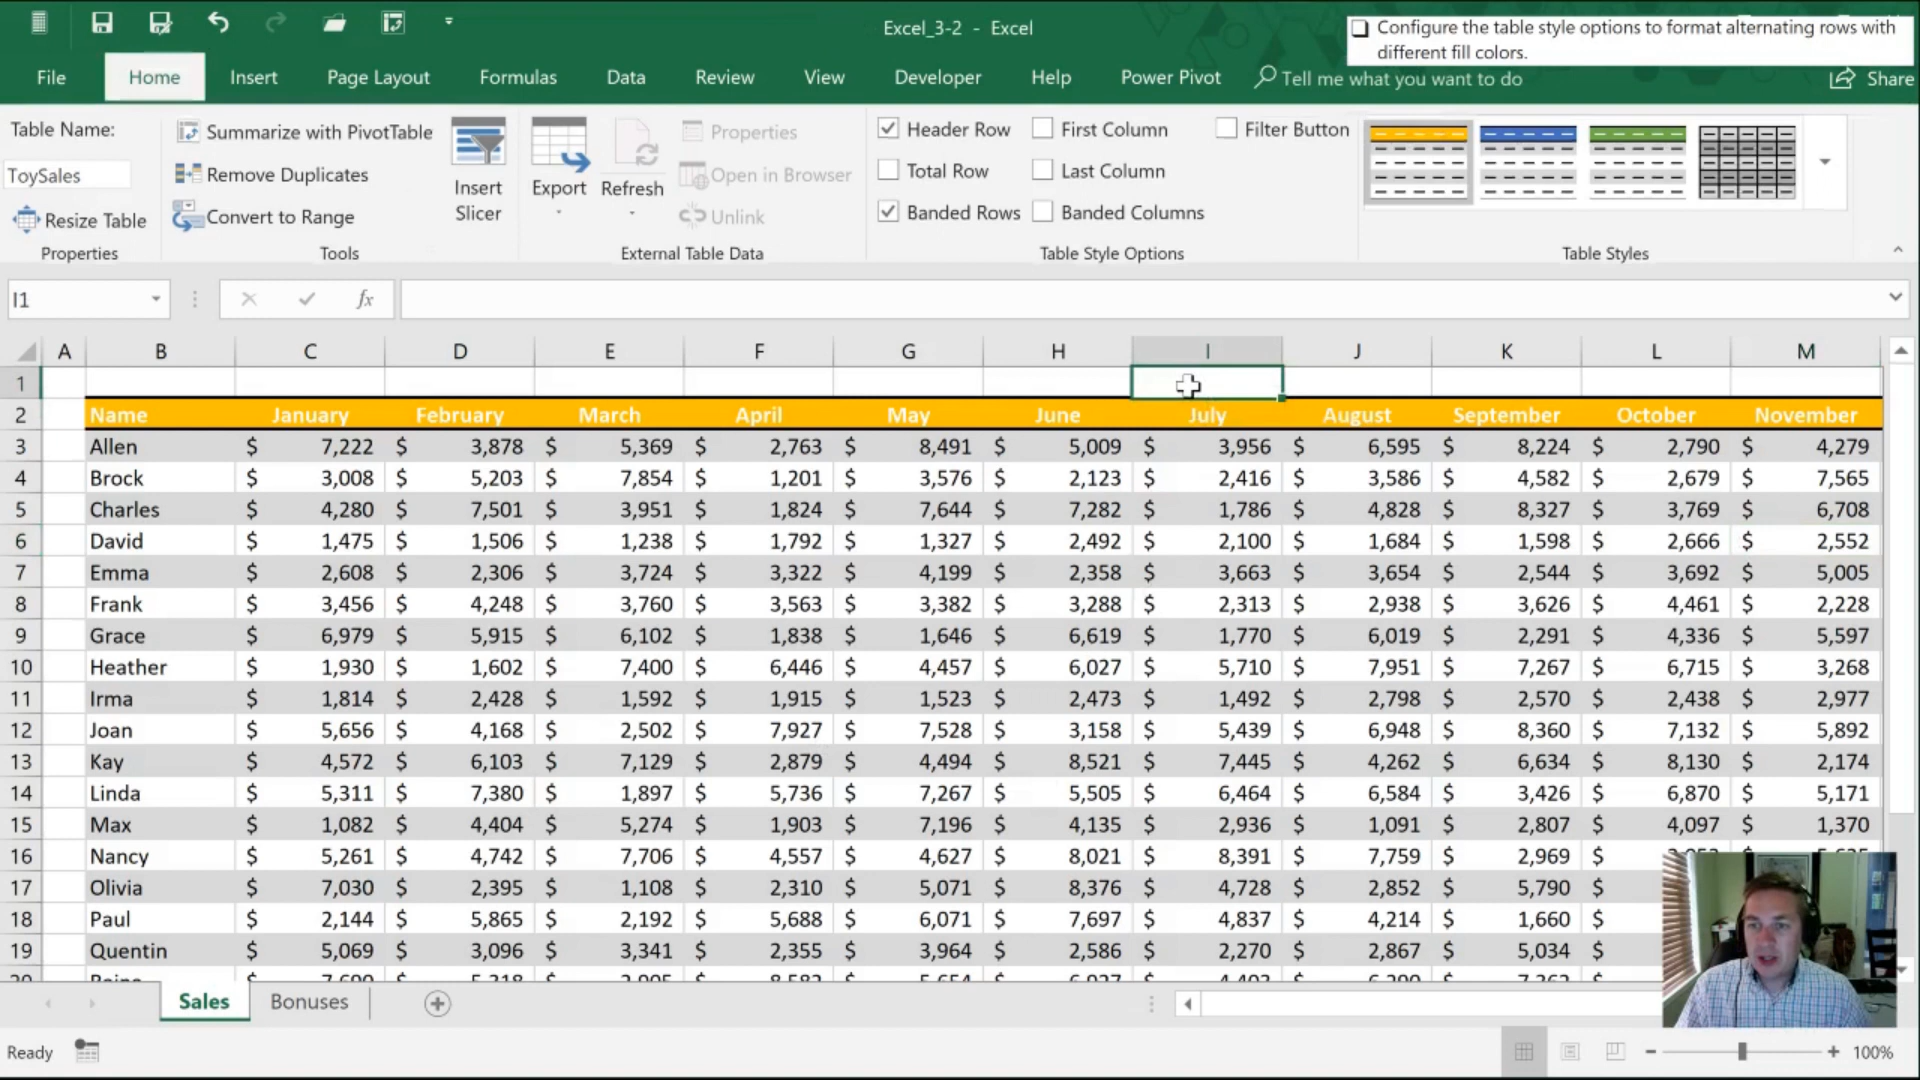 Excel_3-2 - Excel
Configure the table style options to format alternating rows with
different fill colors.
File Home Insert Page Layout Formulas Data Review View Developer Help Power Pivot Tell me what you want to do Share
Table Name:
ToySales
Resize Table
Properties
Summarize with PivotTable
Remove Duplicates
Convert to Range
Tools
Insert
Slicer
Export
Refresh
Properties
Open in Browser
Unlink
External Table Data
Header Row First Column Filter Button
Total Row Last Column
Banded Rows Banded Columns
Table Style Options
Table Styles
I1 fx
A B C D E F G H I J K L M
1
2 Name January February March April May June July August September October November
3 Allen $ 7,222 $ 3,878 $ 5,369 $ 2,763 $ 8,491 $ 5,009 $ 3,956 $ 6,595 $ 8,224 $ 2,790 $ 4,279
4 Brock $ 3,008 $ 5,203 $ 7,854 $ 1,201 $ 3,576 $ 2,123 $ 2,416 $ 3,586 $ 4,582 $ 2,679 $ 7,565
5 Charles $ 4,280 $ 7,501 $ 3,951 $ 1,824 $ 7,644 $ 7,282 $ 1,786 $ 4,828 $ 8,327 $ 3,769 $ 6,708
6 David $ 1,475 $ 1,506 $ 1,238 $ 1,792 $ 1,327 $ 2,492 $ 2,100 $ 1,684 $ 1,598 $ 2,666 $ 2,552
7 Emma $ 2,608 $ 2,306 $ 3,724 $ 3,322 $ 4,199 $ 2,358 $ 3,663 $ 3,654 $ 2,544 $ 3,692 $ 5,005
8 Frank $ 3,456 $ 4,248 $ 3,760 $ 3,563 $ 3,382 $ 3,288 $ 2,313 $ 2,938 $ 3,626 $ 4,461 $ 2,228
9 Grace $ 6,979 $ 5,915 $ 6,102 $ 1,838 $ 1,646 $ 6,619 $ 1,770 $ 6,019 $ 2,291 $ 4,336 $ 5,597
10 Heather $ 1,930 $ 1,602 $ 7,400 $ 6,446 $ 4,457 $ 6,027 $ 5,710 $ 7,951 $ 7,267 $ 6,715 $ 3,268
11 Irma $ 1,814 $ 2,428 $ 1,592 $ 1,915 $ 1,523 $ 2,473 $ 1,492 $ 2,798 $ 2,570 $ 2,438 $ 2,977
12 Joan $ 5,656 $ 4,168 $ 2,502 $ 7,927 $ 7,528 $ 3,158 $ 5,439 $ 6,948 $ 8,360 $ 7,132 $ 5,892
13 Kay $ 4,572 $ 6,103 $ 7,129 $ 2,879 $ 4,494 $ 8,521 $ 7,445 $ 4,262 $ 6,634 $ 8,130 $ 2,174
14 Linda $ 5,311 $ 7,380 $ 1,897 $ 5,736 $ 7,267 $ 5,505 $ 6,464 $ 6,584 $ 3,426 $ 6,870 $ 5,171
15 Max $ 1,082 $ 4,404 $ 5,274 $ 1,903 $ 7,196 $ 4,135 $ 2,936 $ 1,091 $ 2,807 $ 4,097 $ 1,370
16 Nancy $ 5,261 $ 4,742 $ 7,706 $ 4,557 $ 4,627 $ 8,021 $ 8,391 $ 7,759 $ 2,969 $
17 Olivia $ 7,030 $ 2,395 $ 1,108 $ 2,310 $ 5,071 $ 8,376 $ 4,728 $ 2,852 $ 5,790 $
18 Paul $ 2,144 $ 5,865 $ 2,192 $ 5,688 $ 6,071 $ 7,697 $ 4,837 $ 4,214 $ 1,660 $
19 Quentin $ 5,069 $ 3,096 $ 3,341 $ 2,355 $ 3,964 $ 2,586 $ 2,270 $ 2,867 $ 5,034 $
Sales Bonuses
Ready 100%